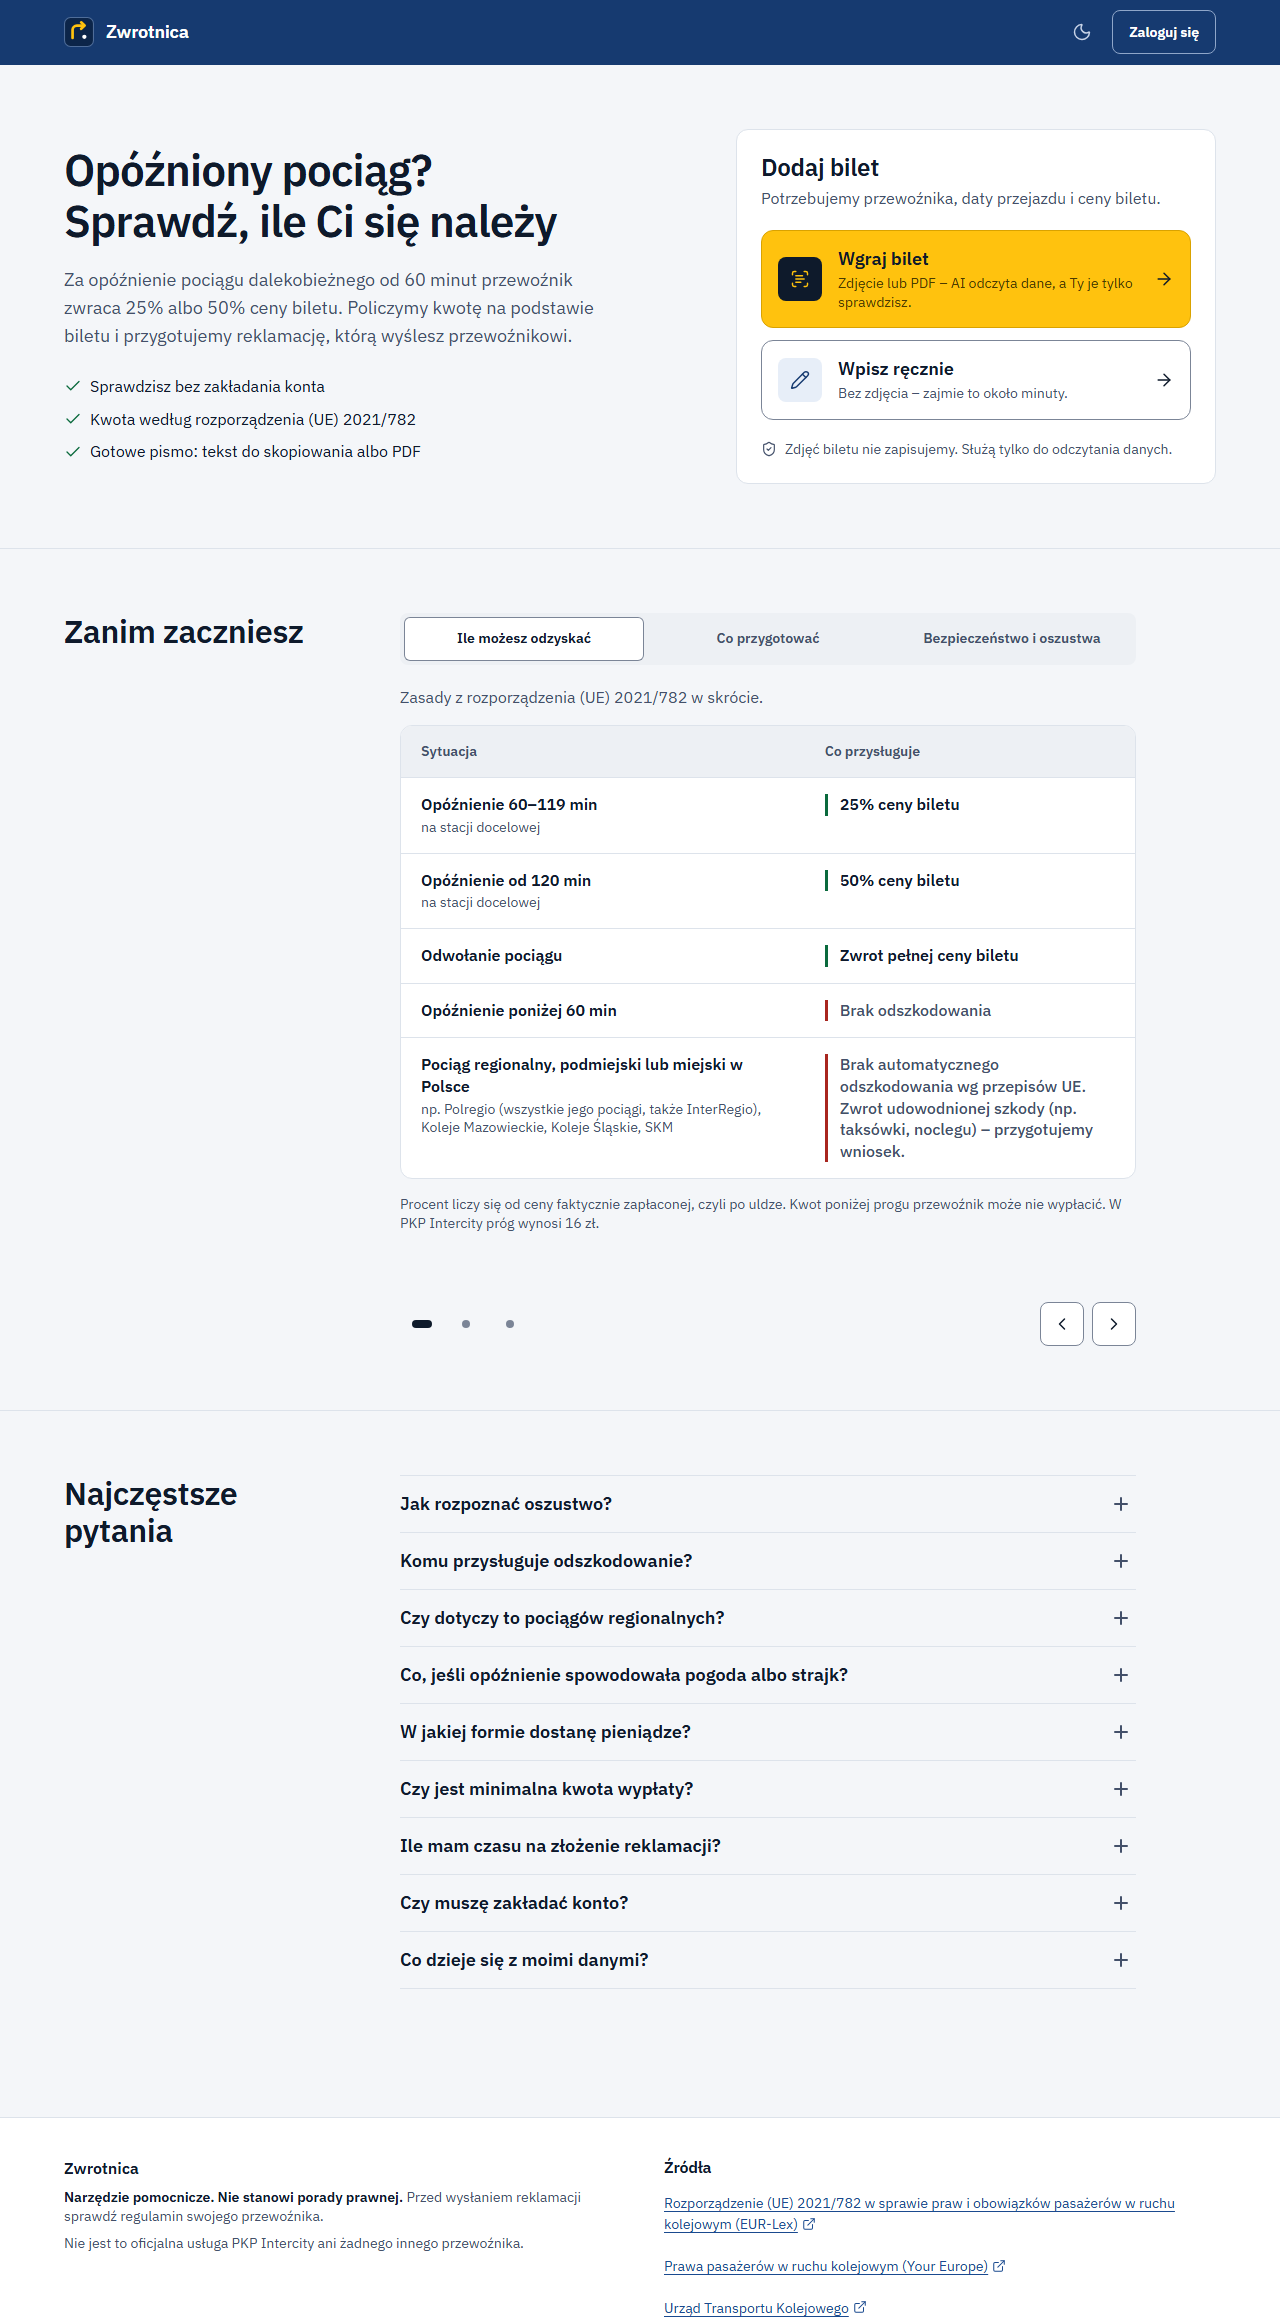 Zwrotnica
Zaloguj się
Opóźniony pociąg?
Sprawdź, ile Ci się należy
Za opóźnienie pociągu dalekobieżnego od 60 minut przewoźnik
zwraca 25% albo 50% ceny biletu. Policzymy kwotę na podstawie
biletu i przygotujemy reklamację, którą wyślesz przewoźnikowi.
Sprawdzisz bez zakładania konta
Kwota według rozporządzenia (UE) 2021/782
Gotowe pismo: tekst do skopiowania albo PDF
Dodaj bilet
Potrzebujemy przewoźnika, daty przejazdu i ceny biletu.
Wgraj bilet
Zdjęcie lub PDF – AI odczyta dane, a Ty je tylko
sprawdzisz.
Wpisz ręcznie
Bez zdjęcia – zajmie to około minuty.
Zdjęć biletu nie zapisujemy. Służą tylko do odczytania danych.
Zanim zaczniesz
Ile możesz odzyskać
Co przygotować
Bezpieczeństwo i oszustwa
Zasady z rozporządzenia (UE) 2021/782 w skrócie.
Sytuacja
Co przysługuje
Opóźnienie 60–119 min
na stacji docelowej
25% ceny biletu
Opóźnienie od 120 min
na stacji docelowej
50% ceny biletu
Odwołanie pociągu
Zwrot pełnej ceny biletu
Opóźnienie poniżej 60 min
Brak odszkodowania
Pociąg regionalny, podmiejski lub miejski w
Polsce
np. Polregio (wszystkie jego pociągi, także InterRegio),
Koleje Mazowieckie, Koleje Śląskie, SKM
Brak automatycznego
odszkodowania wg przepisów UE.
Zwrot udowodnionej szkody (np.
taksówki, noclegu) – przygotujemy
wniosek.
Procent liczy się od ceny faktycznie zapłaconej, czyli po uldze. Kwot poniżej progu przewoźnik może nie wypłacić. W
PKP Intercity próg wynosi 16 zł.
Najczęstsze
pytania
Jak rozpoznać oszustwo?
Komu przysługuje odszkodowanie?
Czy dotyczy to pociągów regionalnych?
Co, jeśli opóźnienie spowodowała pogoda albo strajk?
W jakiej formie dostanę pieniądze?
Czy jest minimalna kwota wypłaty?
Ile mam czasu na złożenie reklamacji?
Czy muszę zakładać konto?
Co dzieje się z moimi danymi?
Zwrotnica
Narzędzie pomocnicze. Nie stanowi porady prawnej. Przed wysłaniem reklamacji
sprawdź regulamin swojego przewoźnika.
Nie jest to oficjalna usługa PKP Intercity ani żadnego innego przewoźnika.
Źródła
Rozporządzenie (UE) 2021/782 w sprawie praw i obowiązków pasażerów w ruchu
kolejowym (EUR-Lex)
Prawa pasażerów w ruchu kolejowym (Your Europe)
Urząd Transportu Kolejowego